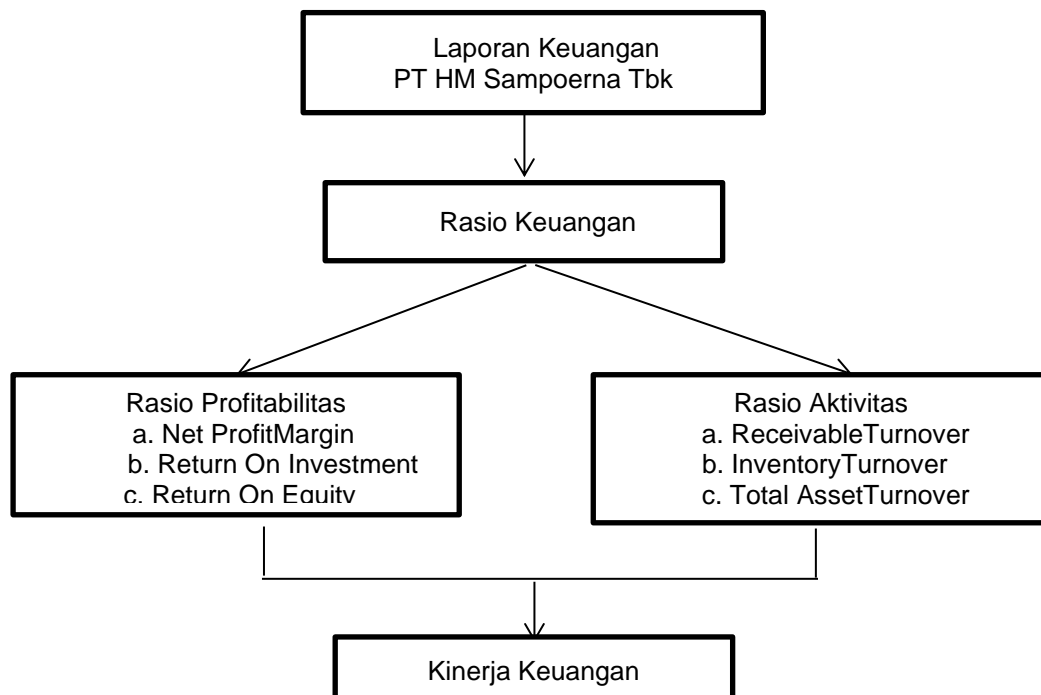 Laporan Keuangan
PT HM Sampoerna Tbk
Rasio Keuangan
Rasio Profitabilitas
a. Net ProfitMargin
b. Return On Investment
c. Return On Equity
Rasio Aktivitas
a. ReceivableTurnover
b. InventoryTurnover
c. Total AssetTurnover
Kinerja Keuangan